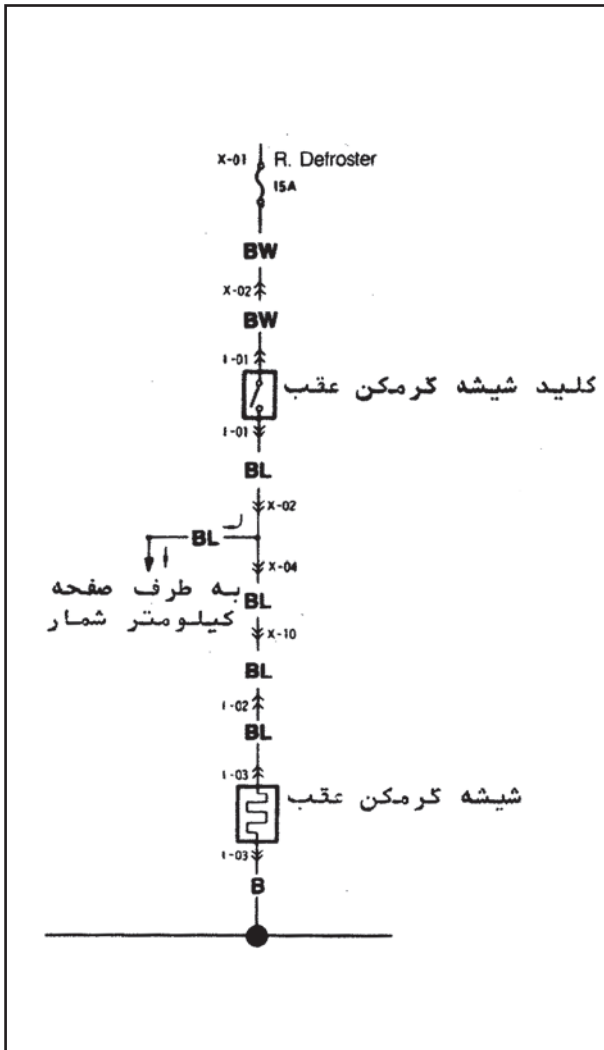 X-01 R. Defroster
15A
BW
X-02
BW
I-01
کلید شیشه گرمکن عقب
I-01
BL
X-02
BL
به طرف صفحه
کیلومتر شمار
X-04
BL
X-10
BL
I-02
BL
I-03
شیشه گرمکن عقب
I-03
B